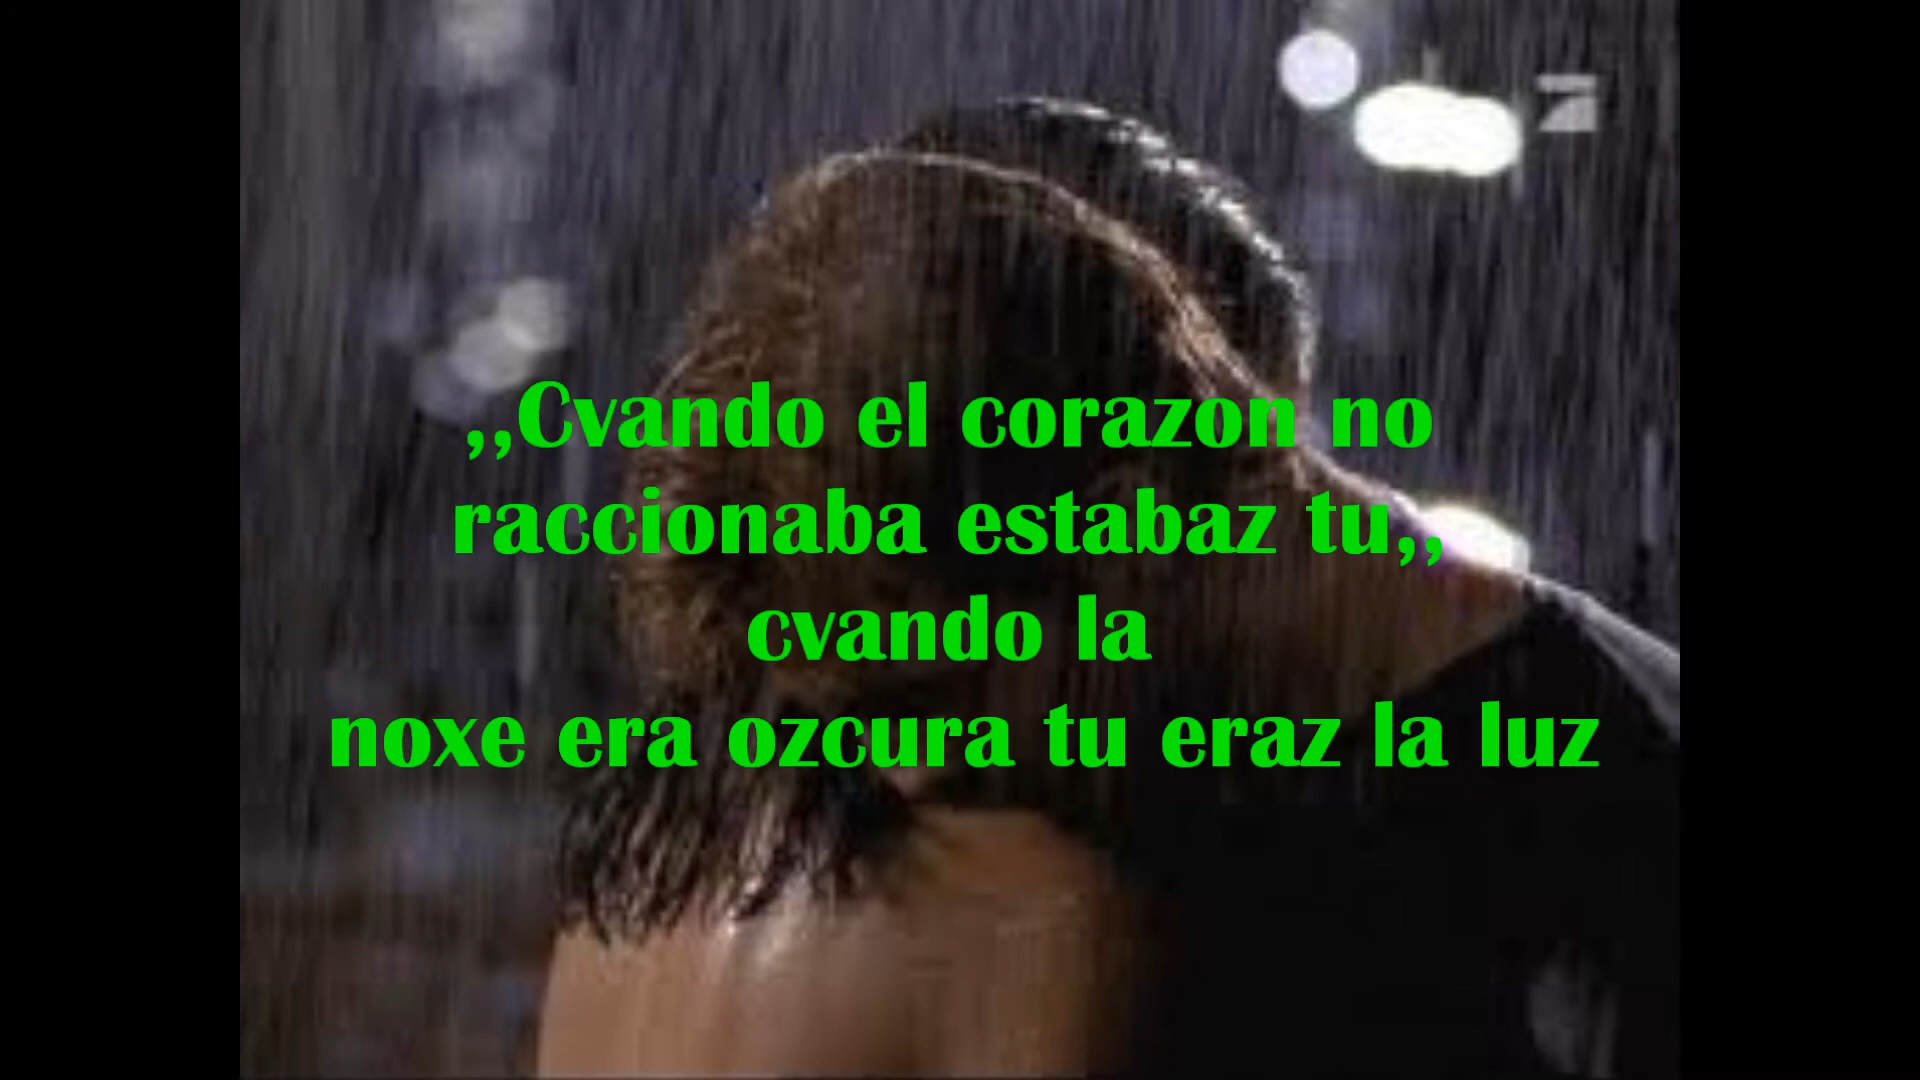 ,,Cvando el corazon no
raccionaba estabaz tu,,
cvando la
noxe era ozcura tu eraz la luz